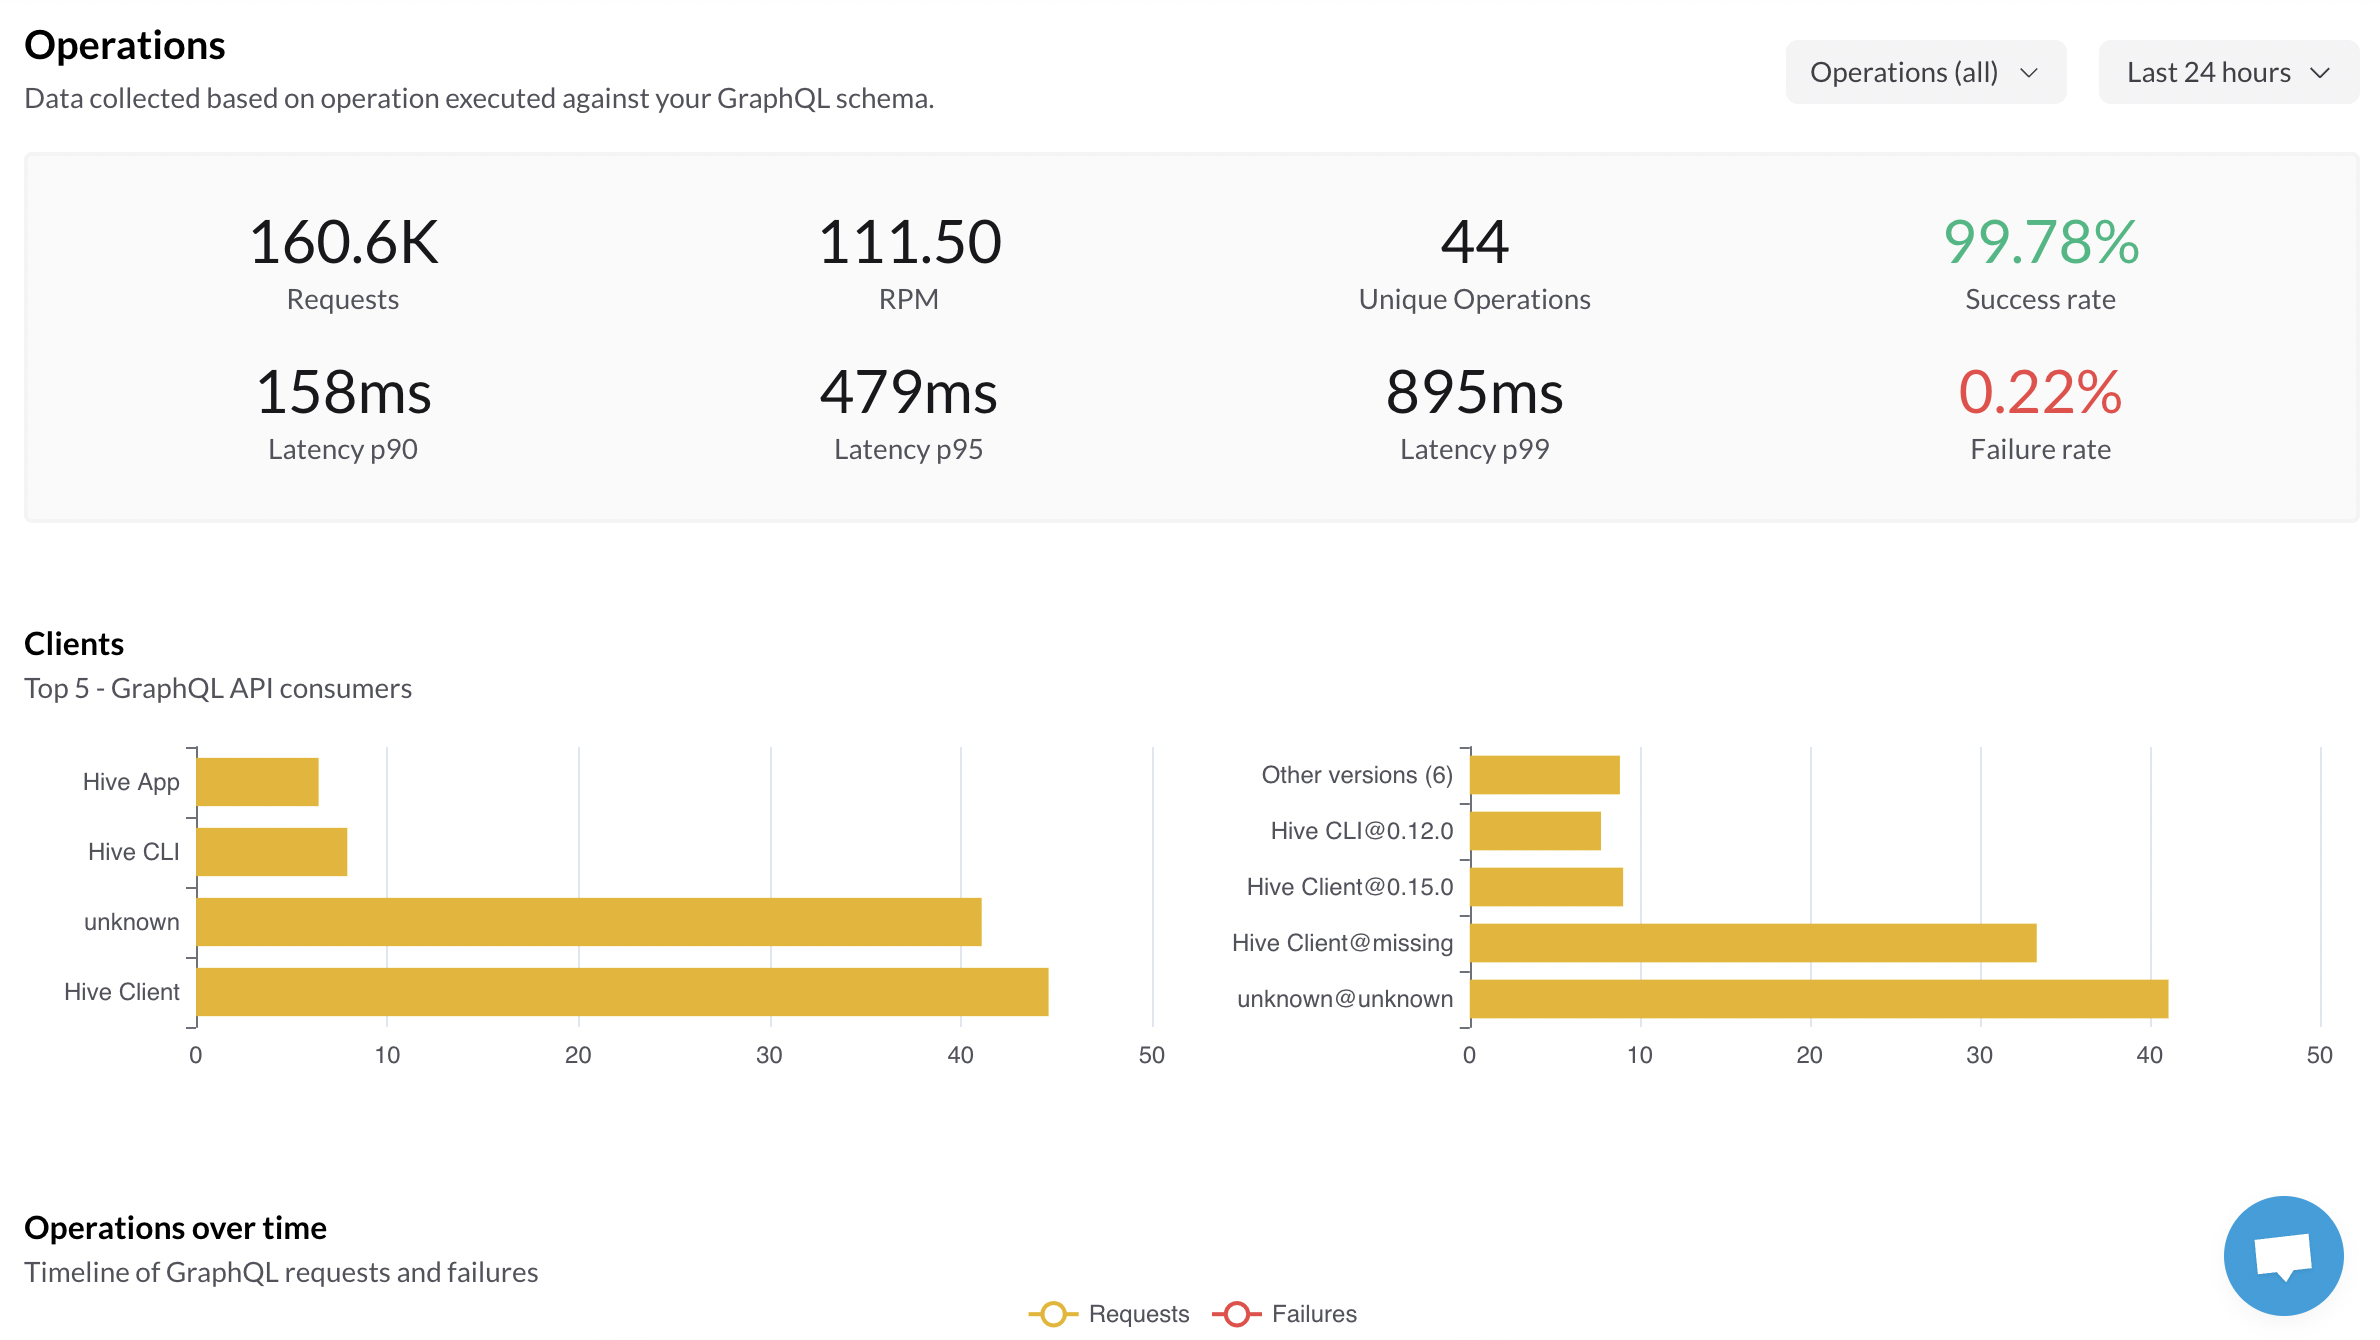 Operations
Data collected based on operation executed against your GraphQL schema.
Operations (all)
Last 24 hours
160.6K
Requests
111.50
RPM
44
Unique Operations
99.78%
Success rate
158ms
Latency p90
479ms
Latency p95
895ms
Latency p99
0.22%
Failure rate
Clients
Top 5 - GraphQL API consumers
Hive App
Hive CLI
unknown
Hive Client
0 10 20 30 40 50
Other versions (6)
Hive CLI@0.12.0
Hive Client@0.15.0
Hive Client@missing
unknown@unknown
0 10 20 30 40 50
Operations over time
Timeline of GraphQL requests and failures
Requests Failures